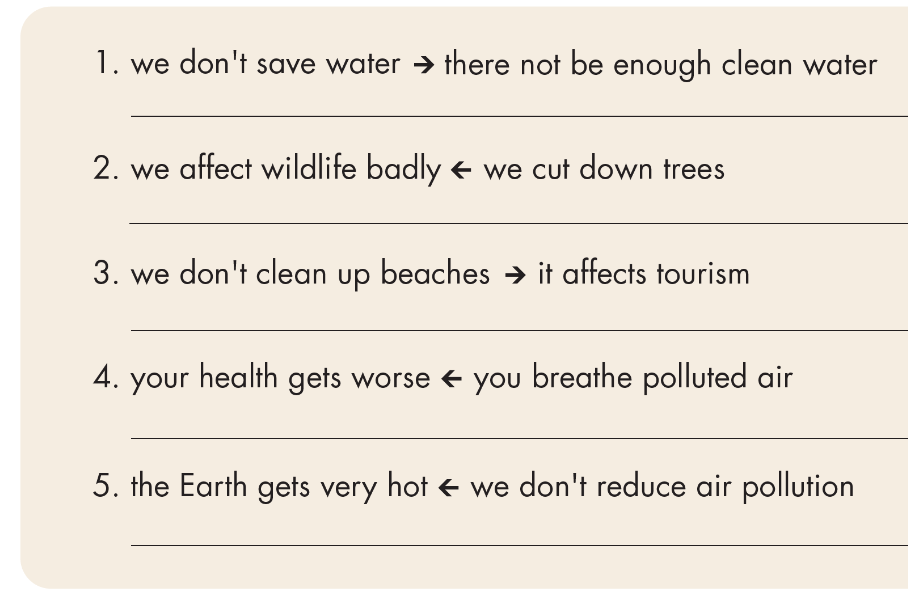 1. we don't save water → there not be enough clean water
2. we affect wildlife badly ← we cut down trees
3. we don't clean up beaches → it affects tourism
4. your health gets worse ← you breathe polluted air
5. the Earth gets very hot ← we don't reduce air pollution